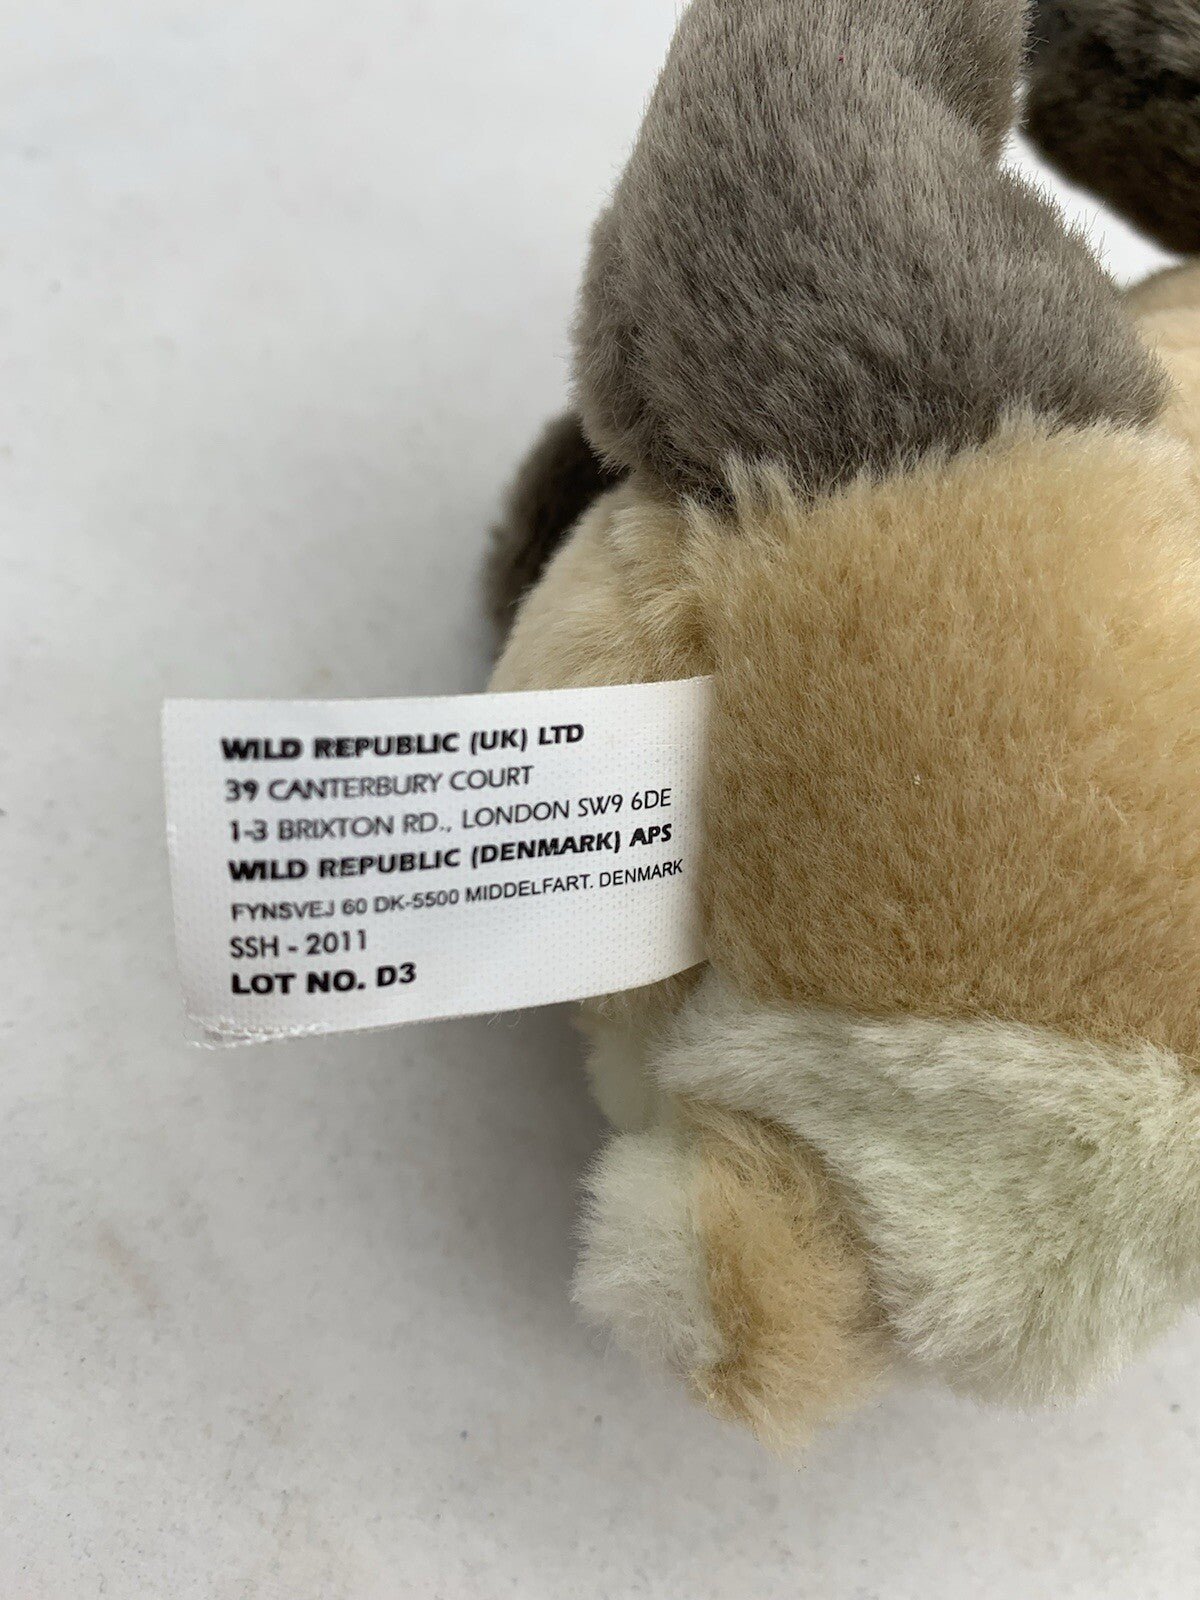 WILD REPUBLIC (UK) LTD
39 CANTERBURY COURT
1-3 BRIXTON RD., LONDON SW9 6DE
WILD REPUBLIC (DENMARK) APS
FYNSVEJ 60 DK-5500 MIDDELFART. DENMARK
SSH - 2011
LOT NO. D3